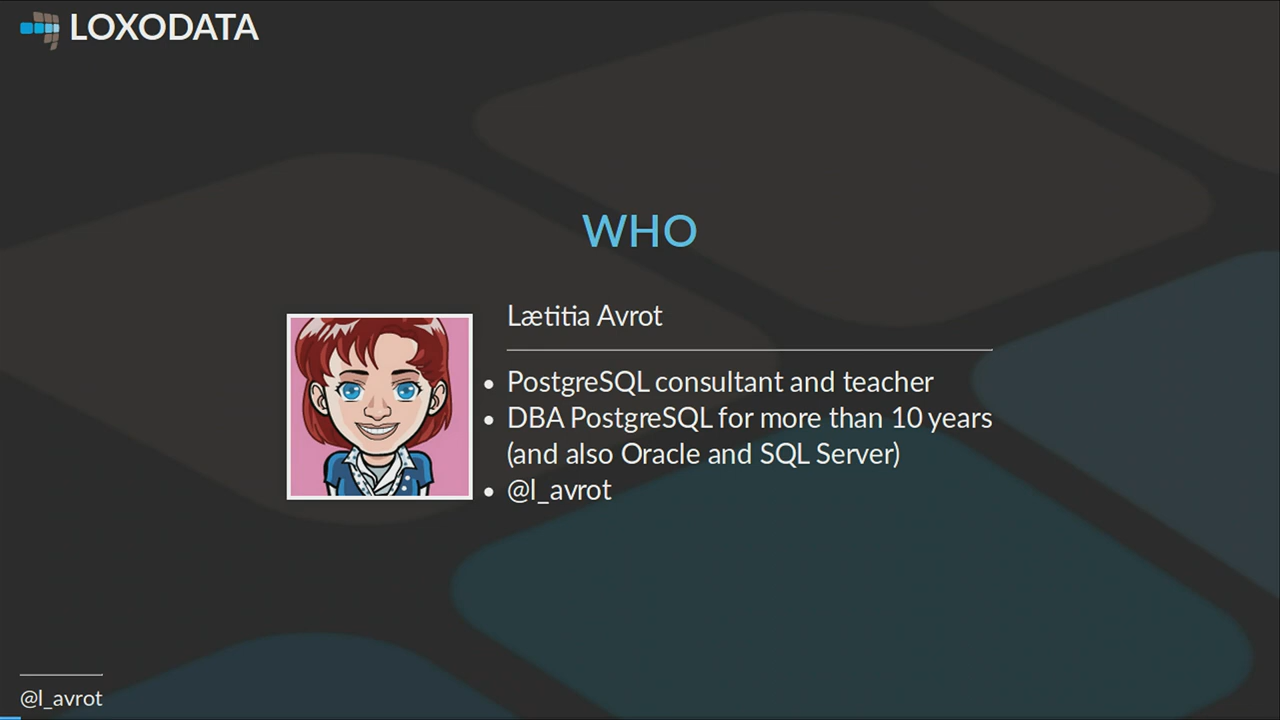 LOXODATA
WHO
Lætitia Avrot
• PostgreSQL consultant and teacher
• DBA PostgreSQL for more than 10 years
(and also Oracle and SQL Server)
• @l_avrot
@l_avrot